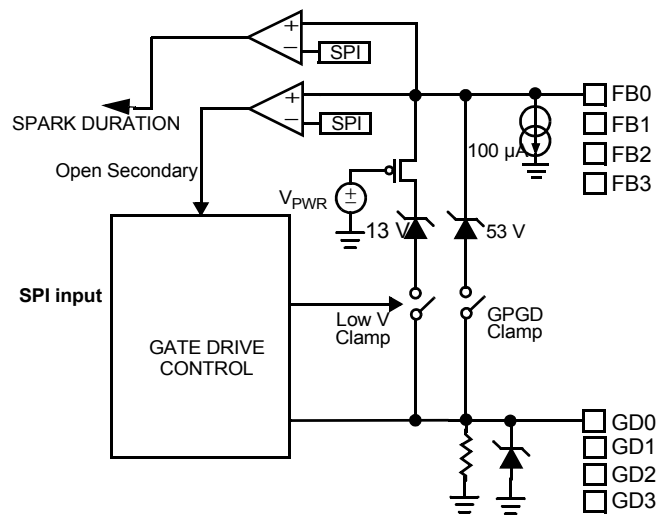 +
−
SPI
+
−
SPI
SPARK DURATION
Open Secondary
100 µA
FB0
FB1
FB2
FB3
VPWR
+
−
13 V
53 V
SPI input
Low V
Clamp
GPGD
Clamp
GATE DRIVE
CONTROL
GD0
GD1
GD2
GD3